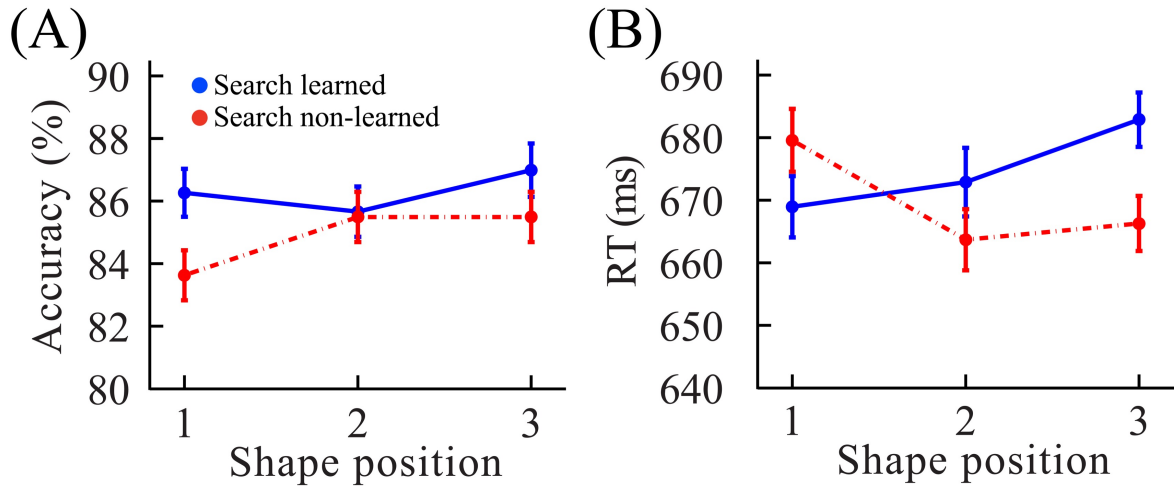 (A)
Accuracy (%)
90
88
86
84
82
80
Search learned
Search non-learned
1 2 3
Shape position
(B)
RT (ms)
690
680
670
660
650
640
1 2 3
Shape position